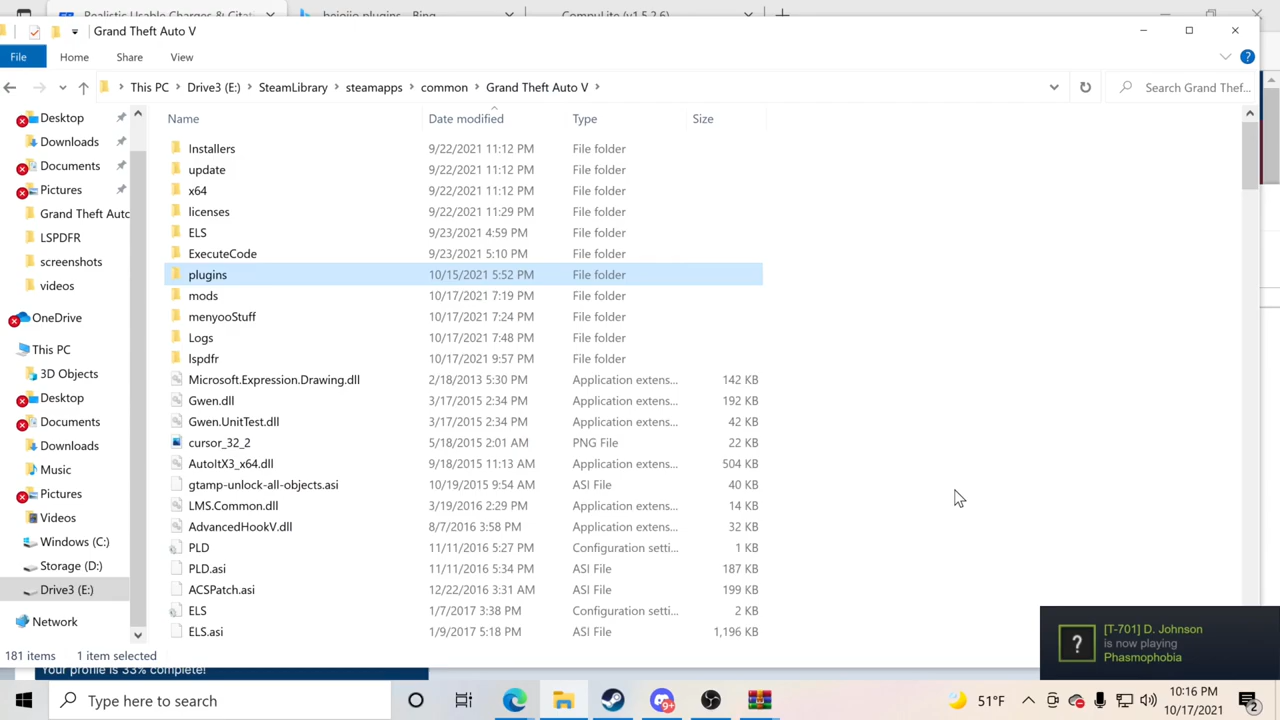 Grand Theft Auto V
File Home Share View
This PC Drive3 (E:) SteamLibrary steamapps common Grand Theft Auto V Search Grand Thef...
Name Date modified Type Size
Desktop
Downloads
Documents
Pictures
Grand Theft Auto
LSPDFR
screenshots
videos
OneDrive
This PC
3D Objects
Desktop
Documents
Downloads
Music
Pictures
Videos
Windows (C:)
Storage (D:)
Drive3 (E:)
Network
Installers 9/22/2021 11:12 PM File folder
update 9/22/2021 11:12 PM File folder
x64 9/22/2021 11:12 PM File folder
licenses 9/22/2021 11:29 PM File folder
ELS 9/23/2021 4:59 PM File folder
ExecuteCode 9/23/2021 5:10 PM File folder
plugins 10/15/2021 5:52 PM File folder
mods 10/17/2021 7:19 PM File folder
menyooStuff 10/17/2021 7:24 PM File folder
Logs 10/17/2021 7:48 PM File folder
lspdfr 10/17/2021 9:57 PM File folder
Microsoft.Expression.Drawing.dll 2/18/2013 5:30 PM Application extens... 142 KB
Gwen.dll 3/17/2015 2:34 PM Application extens... 192 KB
Gwen.UnitTest.dll 3/17/2015 2:34 PM Application extens... 42 KB
cursor_32_2 5/18/2015 2:01 AM PNG File 22 KB
AutoItX3_x64.dll 9/18/2015 11:13 AM Application extens... 504 KB
gtamp-unlock-all-objects.asi 10/19/2015 9:54 AM ASI File 40 KB
LMS.Common.dll 3/19/2016 2:29 PM Application extens... 14 KB
AdvancedHookV.dll 8/7/2016 3:58 PM Application extens... 32 KB
PLD 11/11/2016 5:27 PM Configuration setti... 1 KB
PLD.asi 11/11/2016 5:34 PM ASI File 187 KB
ACSPatch.asi 12/22/2016 3:31 AM ASI File 199 KB
ELS 1/7/2017 3:38 PM Configuration setti... 2 KB
ELS.asi 1/9/2017 5:18 PM ASI File 1,196 KB
181 items 1 item selected
Your profile is 33% complete!
?
[T-701] D. Johnson
is now playing
Phasmophobia
Type here to search
9+
51°F
10:16 PM
10/17/2021
2